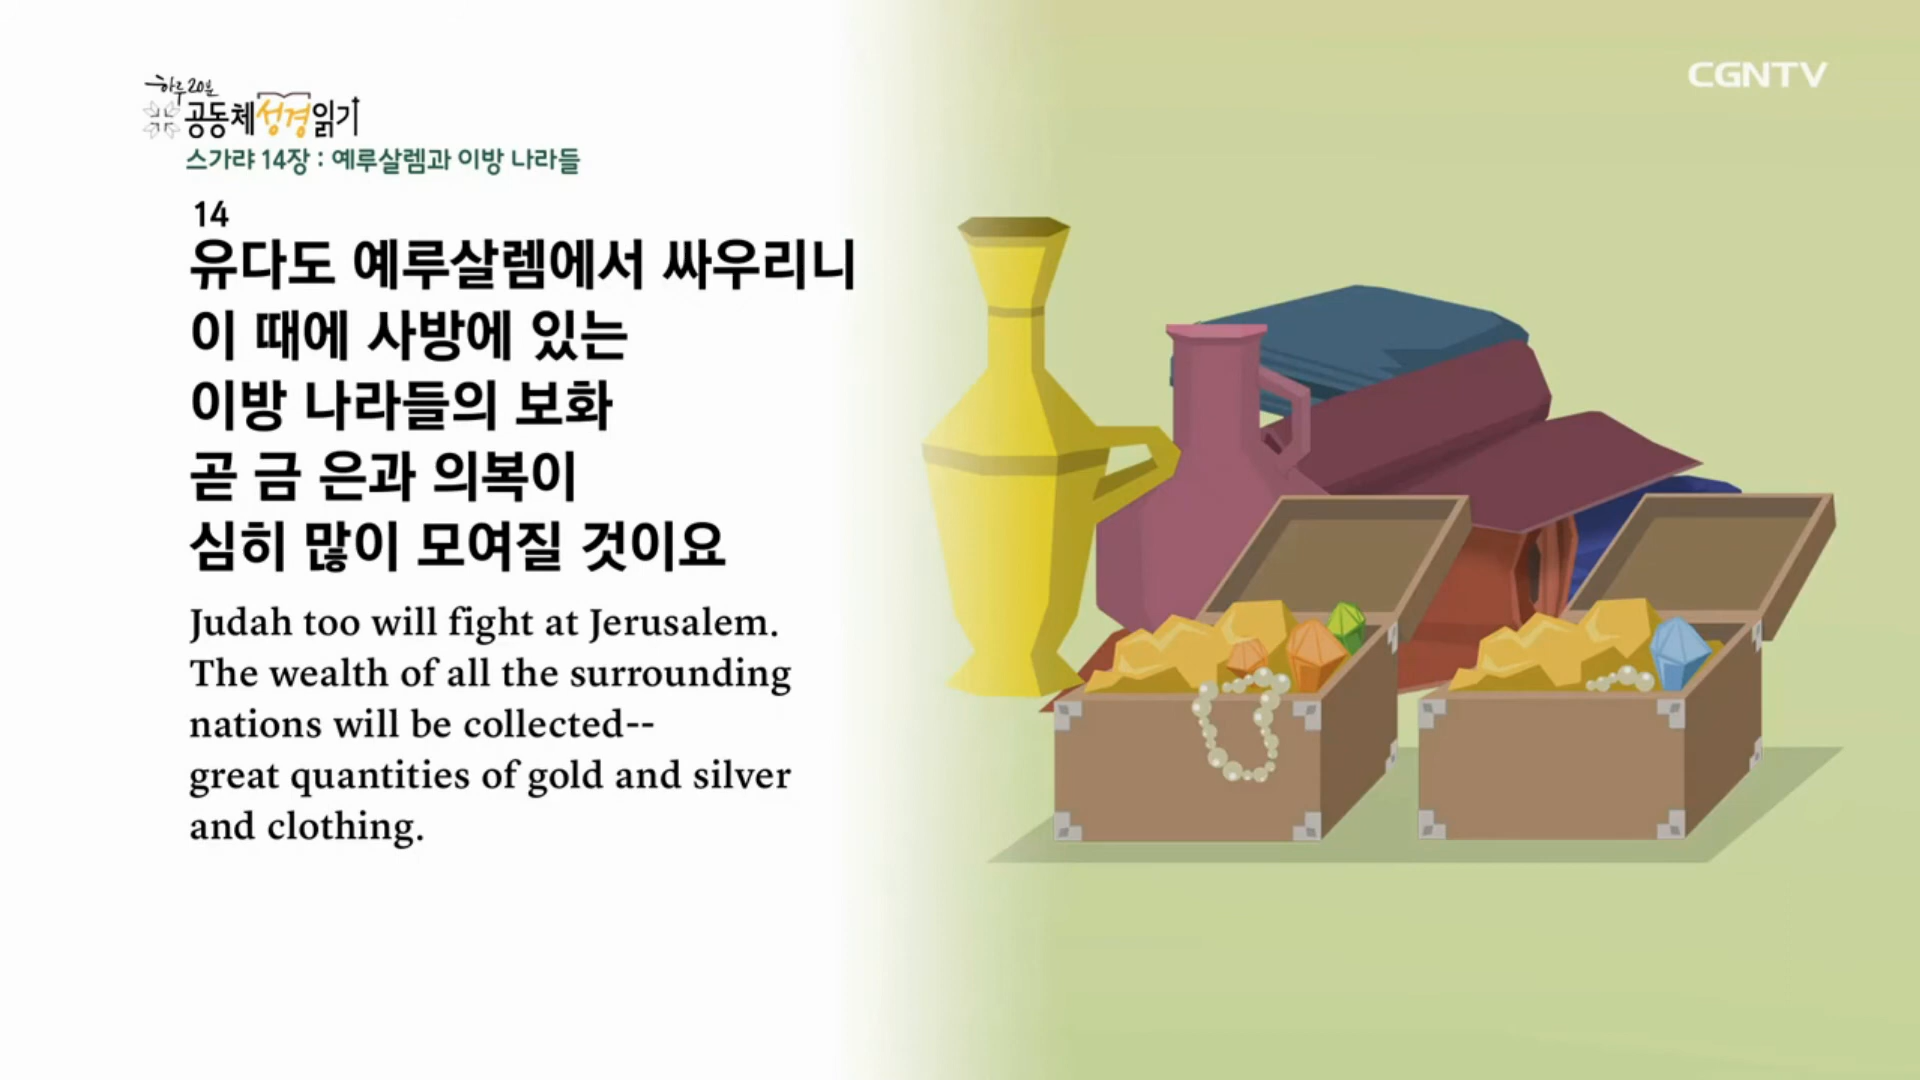 하루 20분
공동체성경읽기
CGNTV
스가랴 14장 : 예루살렘과 이방 나라들
14
유다도 예루살렘에서 싸우리니
이 때에 사방에 있는
이방 나라들의 보화
곧 금 은과 의복이
심히 많이 모여질 것이요
Judah too will fight at Jerusalem.
The wealth of all the surrounding
nations will be collected--
great quantities of gold and silver
and clothing.